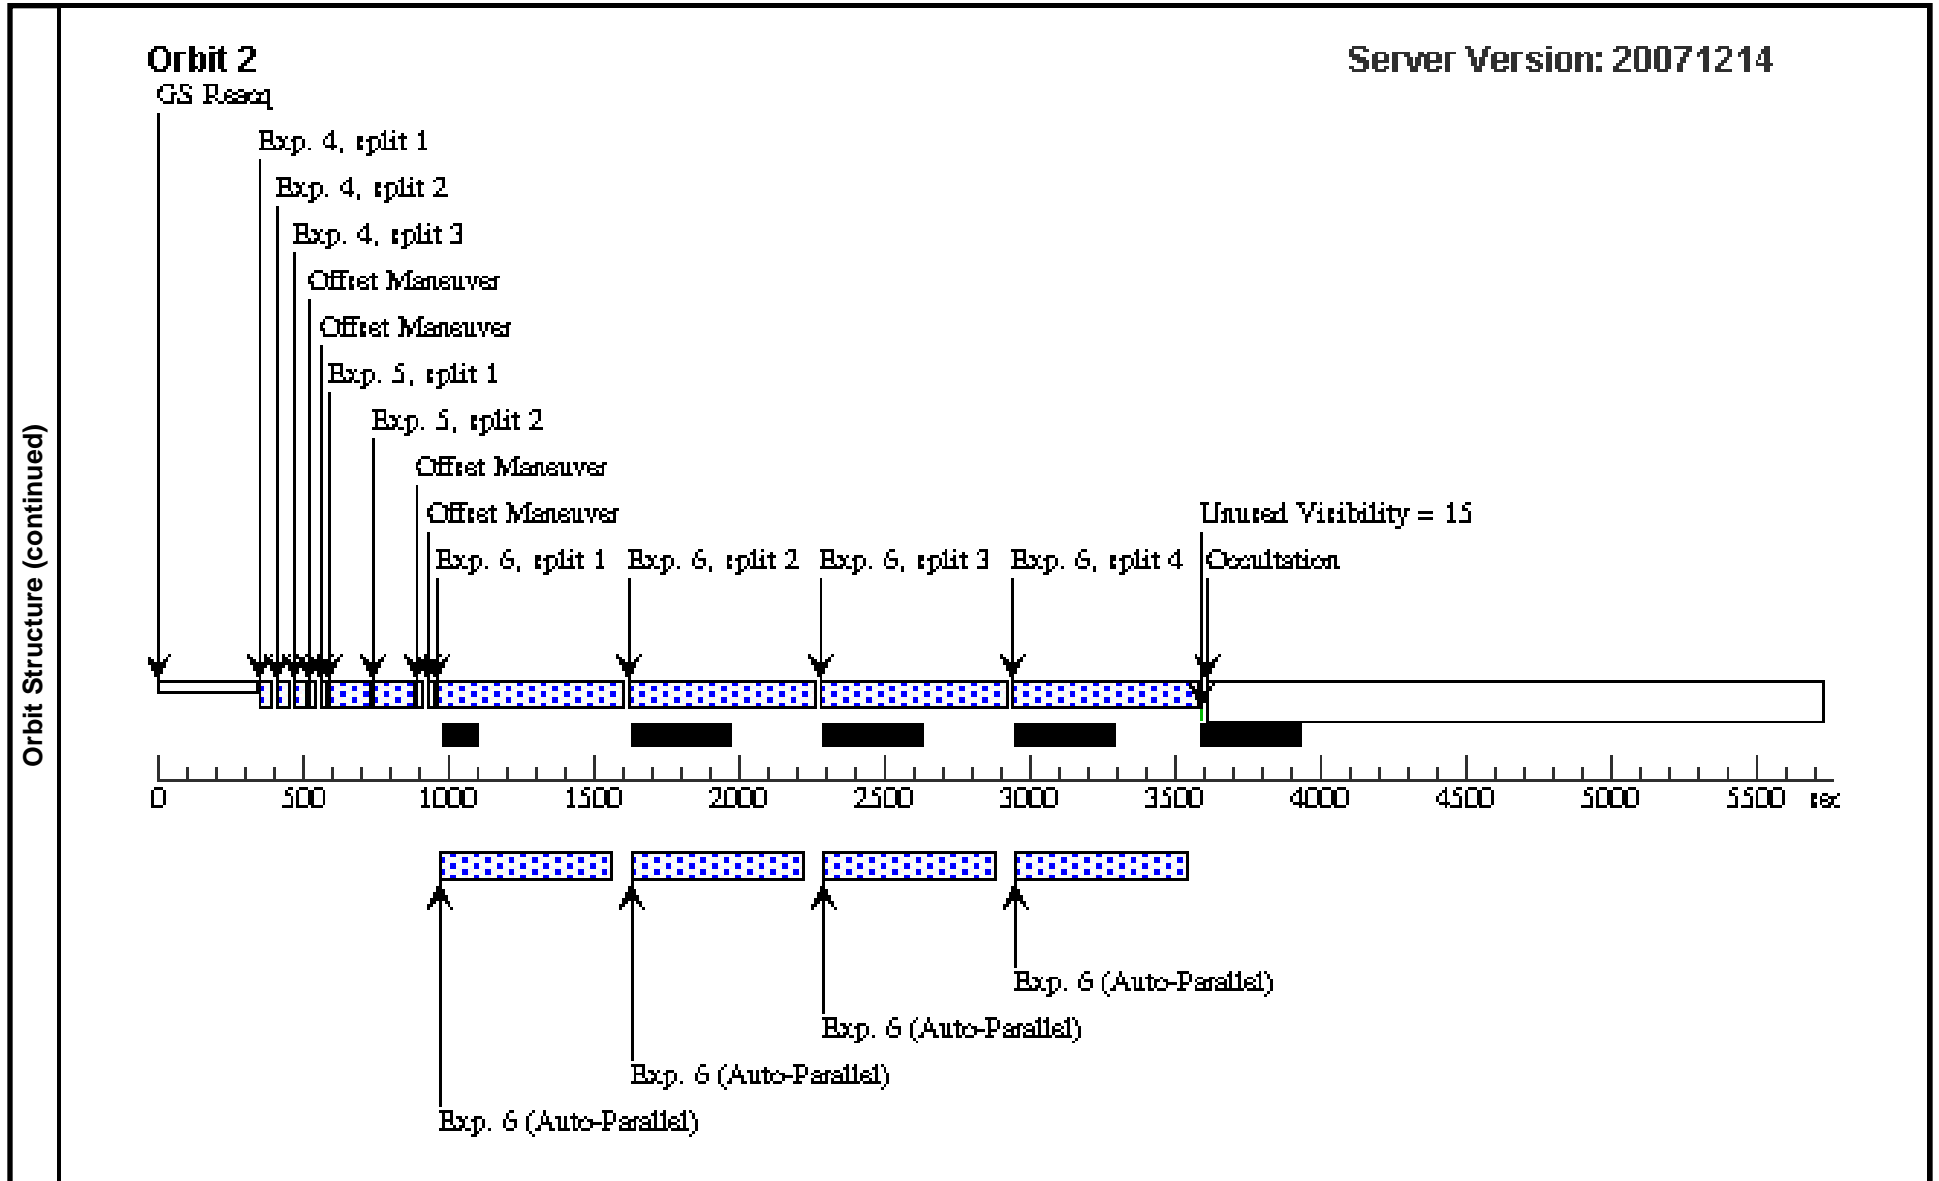 Orbit Structure (continued)
Orbit 2
Server Version: 20071214
GS Reacq
Exp. 4, split 1
Exp. 4, split 2
Exp. 4, split 3
Offset Maneuver
Offset Maneuver
Exp. 5, split 1
Exp. 5, split 2
Offset Maneuver
Offset Maneuver
Unused Visibility = 15
Exp. 6, split 1
Exp. 6, split 2
Exp. 6, split 3
Exp. 6, split 4
Occultation
0 500 1000 1500 2000 2500 3000 3500 4000 4500 5000 5500 sec
Exp. 6 (Auto-Parallel)
Exp. 6 (Auto-Parallel)
Exp. 6 (Auto-Parallel)
Exp. 6 (Auto-Parallel)